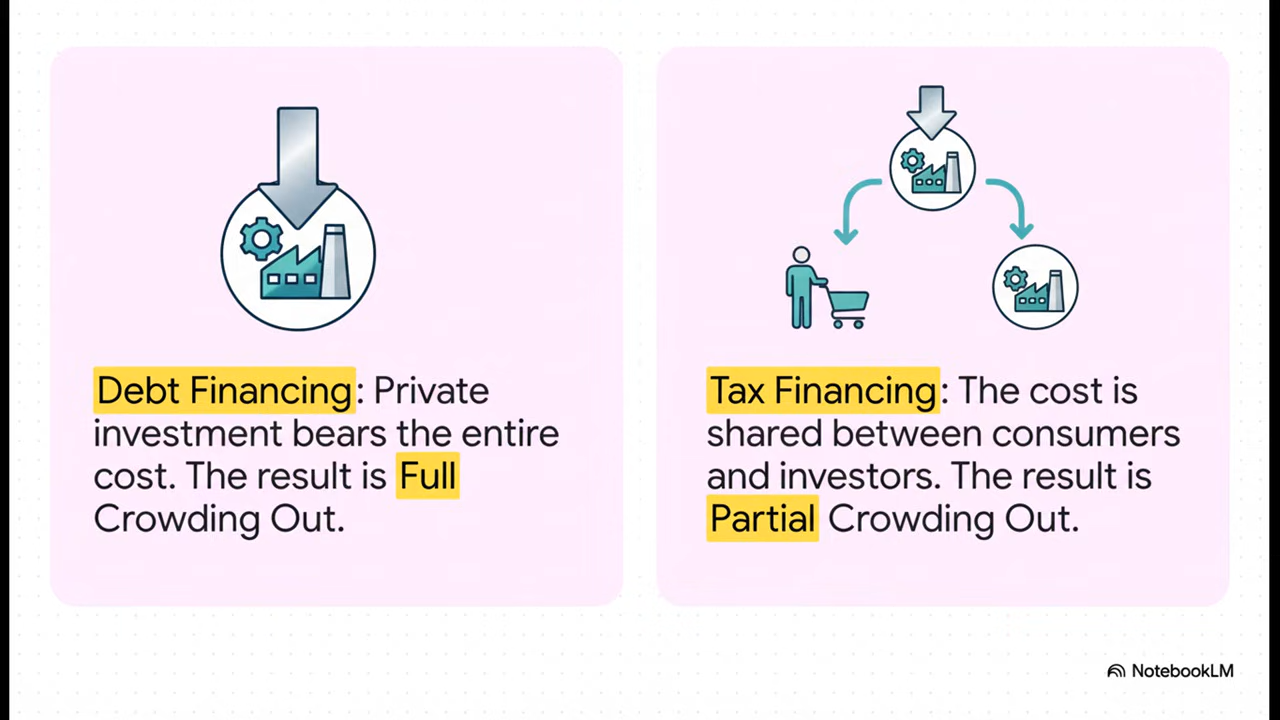 Debt Financing: Private
investment bears the entire
cost. The result is Full
Crowding Out.
Tax Financing: The cost is
shared between consumers
and investors. The result is
Partial Crowding Out.
NotebookLM